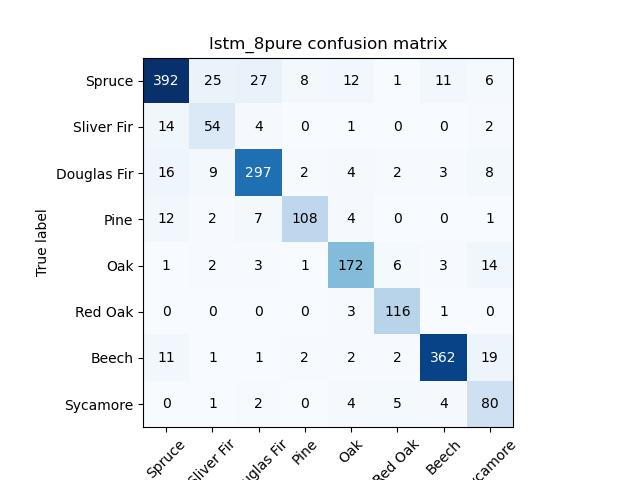 lstm_8pure confusion matrix
Spruce 392 25 27 8 12 1 11 6
Sliver Fir 14 54 4 0 1 0 0 2
Douglas Fir 16 9 297 2 4 2 3 8
Pine 12 2 7 108 4 0 0 1
Oak 1 2 3 1 172 6 3 14
Red Oak 0 0 0 0 3 116 1 0
Beech 11 1 1 2 2 2 362 19
Sycamore 0 1 2 0 4 5 4 80
True label
Spruce liver Fir uglas Fir Pine Oak Red Oak Beech camore